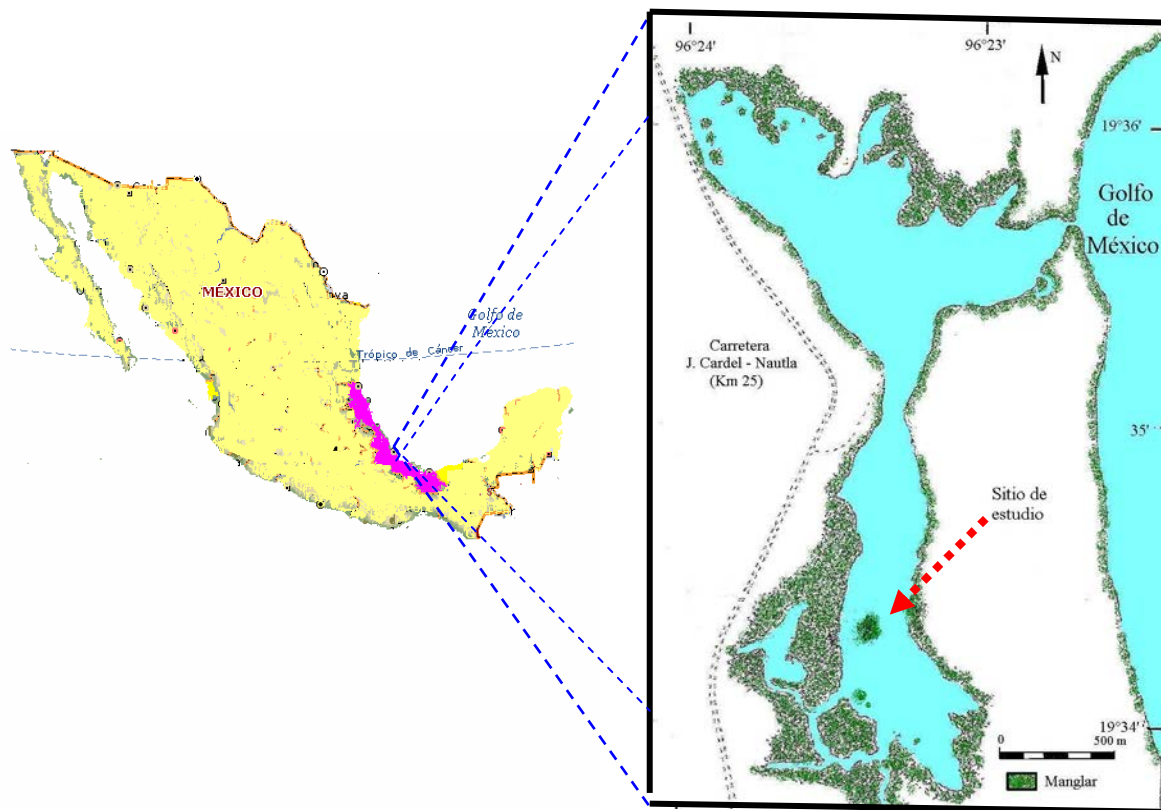 MÉXICO
Golfo de
México
Trópico de Cáncer
96°24'
96°23'
N
19°36'
Golfo
de
México
Carretera
J. Cardel - Nautla
(Km 25)
35'
Sitio de
estudio
19°34'
0
500 m
Manglar